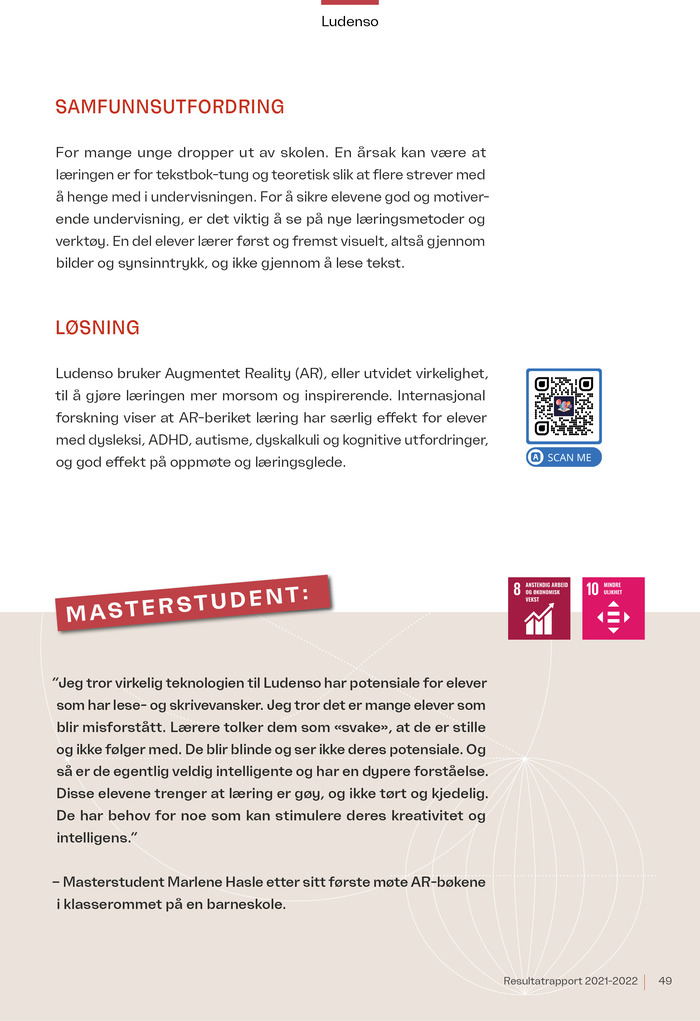 Ludenso
SAMFUNNSUTFORDRING
For mange unge dropper ut av skolen. En årsak kan være at
læringen er for tekstbok-tung og teoretisk slik at flere strever med
å henge med i undervisningen. For å sikre elevene god og motiver-
ende undervisning, er det viktig å se på nye læringsmetoder og
verktøy. En del elever lærer først og fremst visuelt, altså gjennom
bilder og synsinntrykk, og ikke gjennom å lese tekst.
LØSNING
Ludenso bruker Augmentet Reality (AR), eller utvidet virkelighet,
til å gjøre læringen mer morsom og inspirerende. Internasjonal
forskning viser at AR-beriket læring har særlig effekt for elever
med dysleksi, ADHD, autisme, dyskalkuli og kognitive utfordringer,
og god effekt på oppmøte og læringsglede.
A SCAN ME
MASTERSTUDENT:
8 ANSTENDIG ARBEID
OG ØKONOMISK
VEKST
10 MINDRE
ULIKHET
"Jeg tror virkelig teknologien til Ludenso har potensiale for elever
som har lese- og skrivevansker. Jeg tror det er mange elever som
blir misforstått. Lærere tolker dem som «svake», at de er stille
og ikke følger med. De blir blinde og ser ikke deres potensiale. Og
så er de egentlig veldig intelligente og har en dypere forståelse.
Disse elevene trenger at læring er gøy, og ikke tørt og kjedelig.
De har behov for noe som kan stimulere deres kreativitet og
intelligens."
– Masterstudent Marlene Hasle etter sitt første møte AR-bøkene
i klasserommet på en barneskole.
Resultatrapport 2021-2022 49